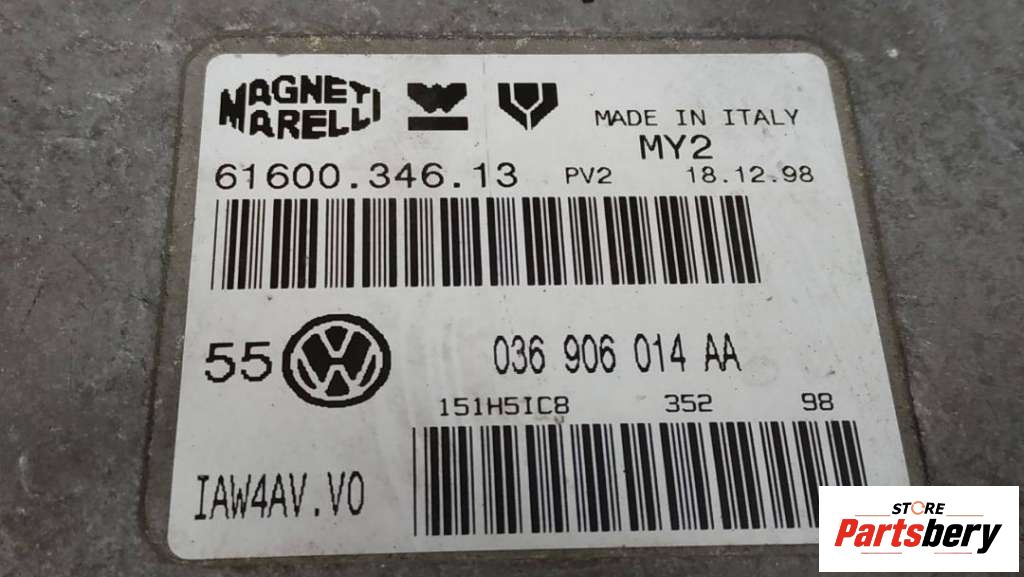 MAGNETI
MARELLI
MADE IN ITALY
MY2
61600.346.13 PV2 18.12.98
55 036 906 014 AA
151H5IC8 352 98
IAW4AV.V0
STORE
Partsbery